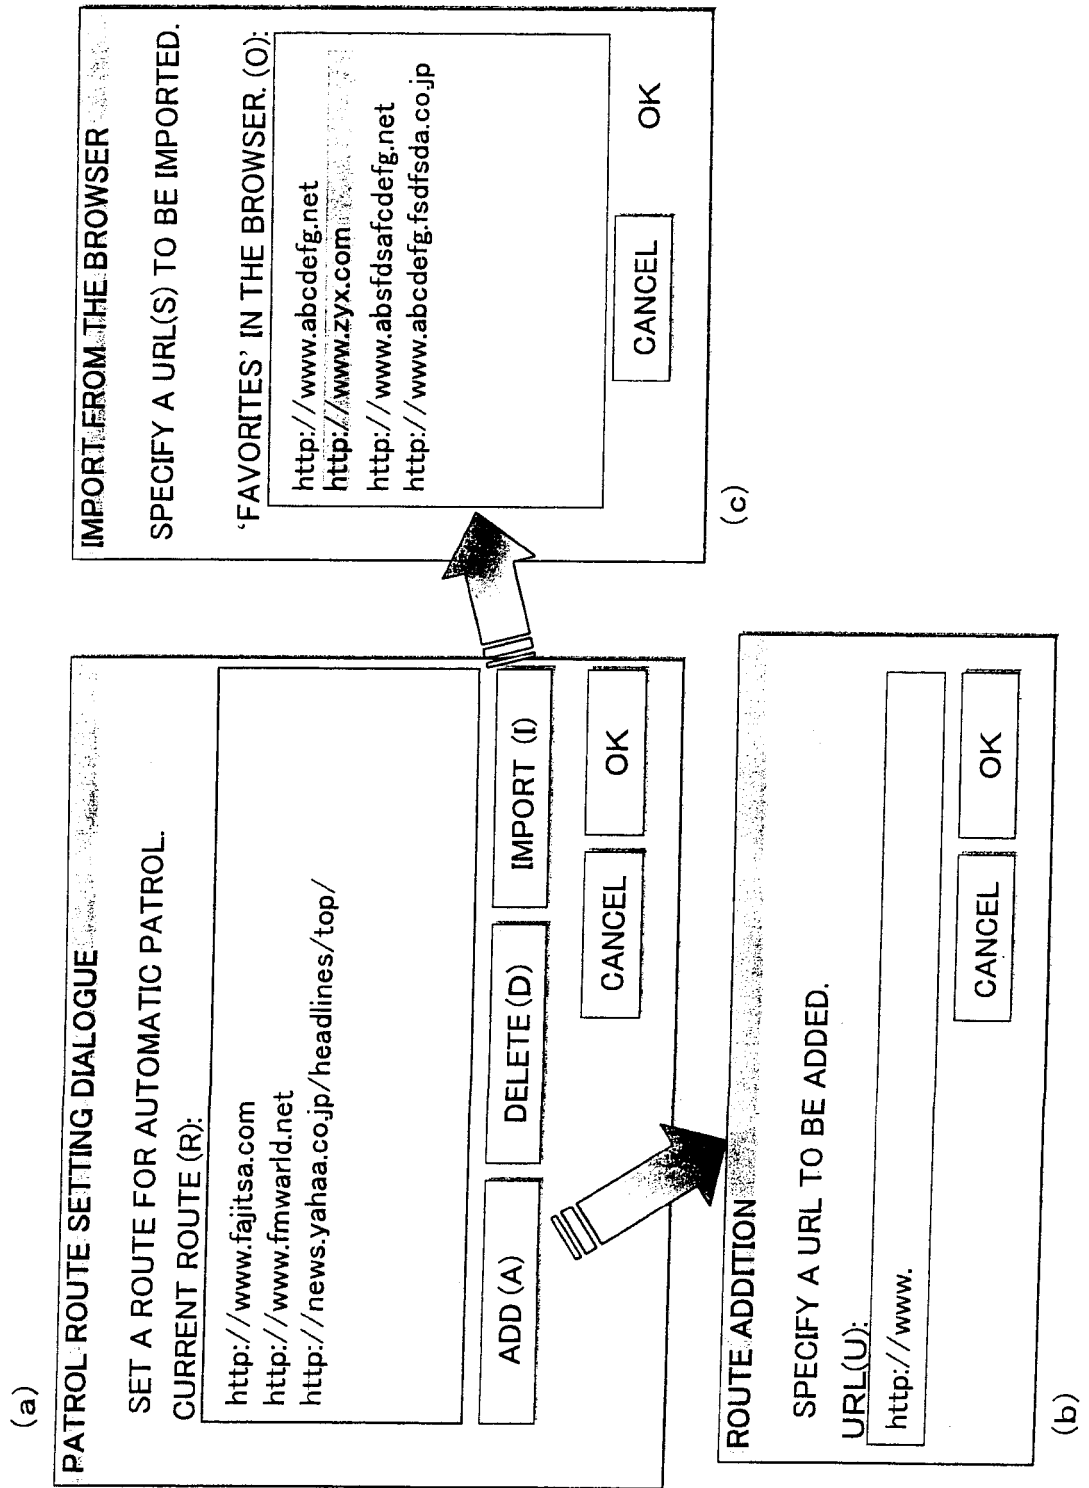 (a)
PATROL ROUTE SETTING DIALOGUE
SET A ROUTE FOR AUTOMATIC PATROL.
CURRENT ROUTE (R):
http://www.fajitsa.com
http://www.fmwarld.net
http://news.yahaa.co.jp/headlines/top/
ADD (A)
DELETE (D)
IMPORT (I)
CANCEL
OK
ROUTE ADDITION
SPECIFY A URL TO BE ADDED.
URL(U):
http://www.
CANCEL
OK
(b)
IMPORT FROM THE BROWSER
SPECIFY A URL(S) TO BE IMPORTED.
'FAVORITES' IN THE BROWSER. (O):
http://www.abcdefg.net
http://www.zyx.com
http://www.absfdsafcdefg.net
http://www.abcdefg.fsdfsda.co.jp
CANCEL
OK
(c)